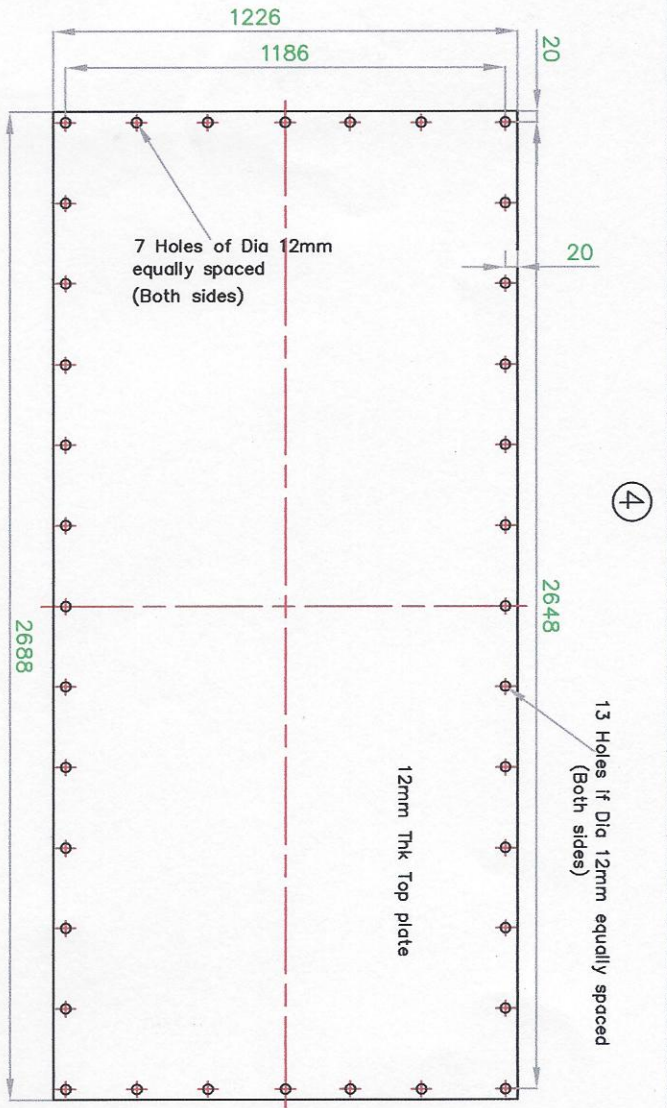 1226
1186
20
20
7 Holes of Dia 12mm
equally spaced
(Both sides)
4
2648
2688
13 Holes if Dia 12mm equally spaced
(Both sides)
12mm Thk Top plate